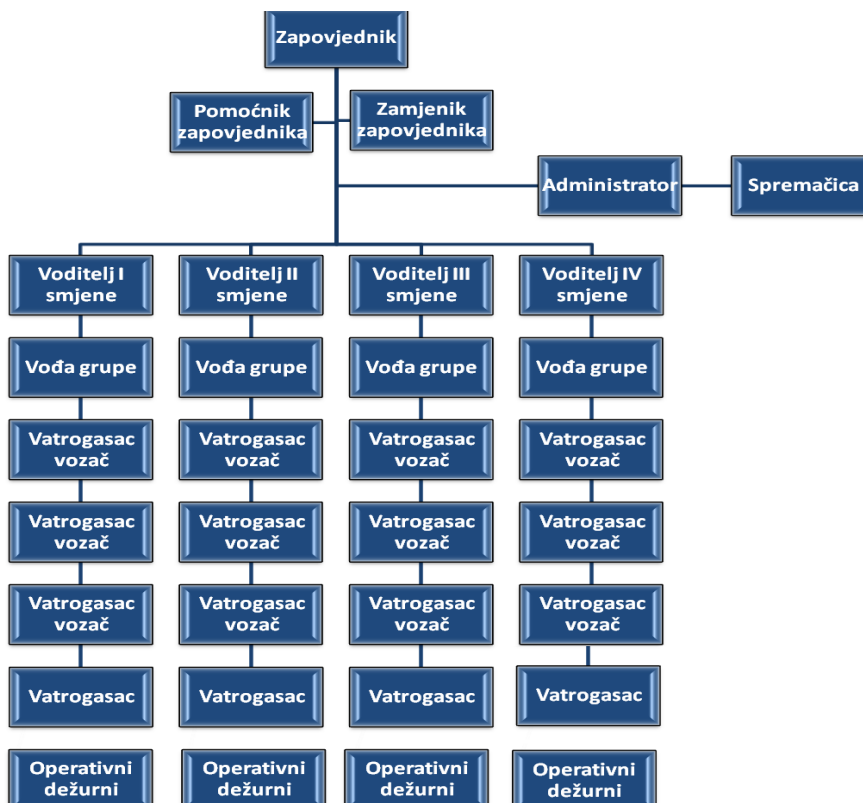 Zapovjednik
Pomoćnik
zapovjednika
Zamjenik
zapovjednika
Administrator
Spremačica
Voditelj I
smjene
Voditelj II
smjene
Voditelj III
smjene
Voditelj IV
smjene
Vođa grupe
Vođa grupe
Vođa grupe
Vođa grupe
Vatrogasac
vozač
Vatrogasac
vozač
Vatrogasac
vozač
Vatrogasac
vozač
Vatrogasac
vozač
Vatrogasac
vozač
Vatrogasac
vozač
Vatrogasac
vozač
Vatrogasac
vozač
Vatrogasac
vozač
Vatrogasac
vozač
Vatrogasac
vozač
Vatrogasac
Vatrogasac
Vatrogasac
Vatrogasac
Operativni
dežurni
Operativni
dežurni
Operativni
dežurni
Operativni
dežurni